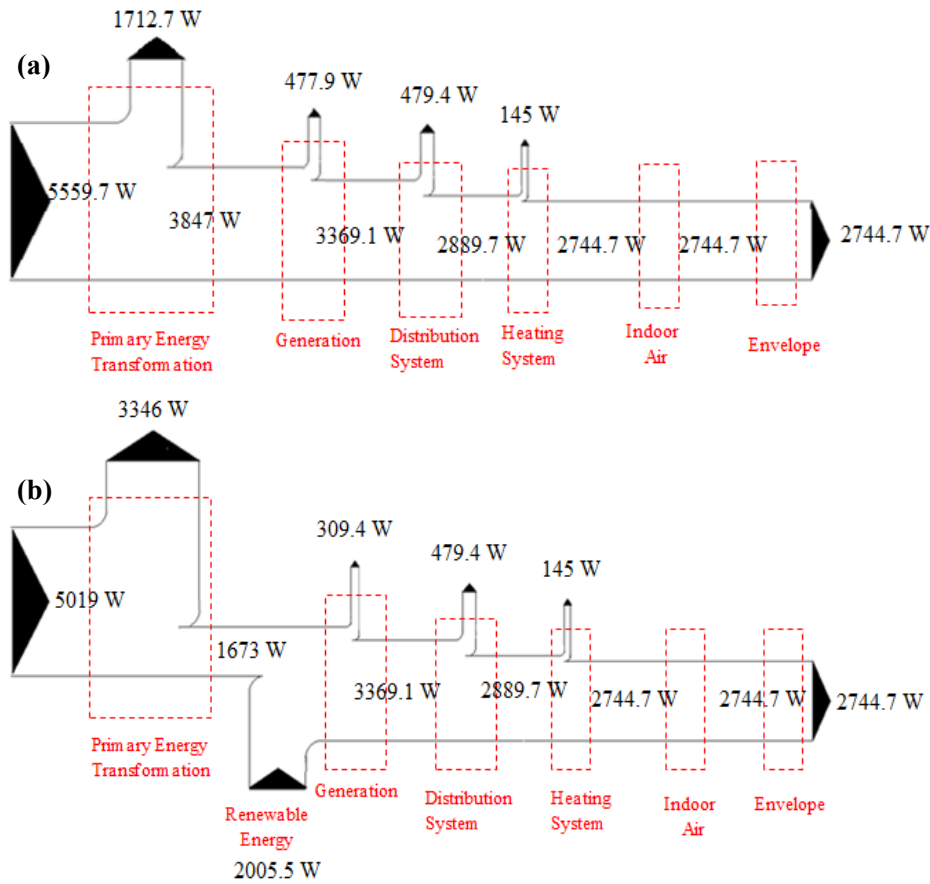 1712.7 W
(a)
477.9 W
479.4 W
145 W
5559.7 W
3847 W
3369.1 W
2889.7 W
2744.7 W
2744.7 W
2744.7 W
Primary Energy
Transformation
Generation
Distribution
System
Heating
System
Indoor
Air
Envelope
3346 W
(b)
309.4 W
479.4 W
145 W
5019 W
1673 W
3369.1 W
2889.7 W
2744.7 W
2744.7 W
2744.7 W
Primary Energy
Transformation
Renewable
Energy
2005.5 W
Generation
Distribution
System
Heating
System
Indoor
Air
Envelope